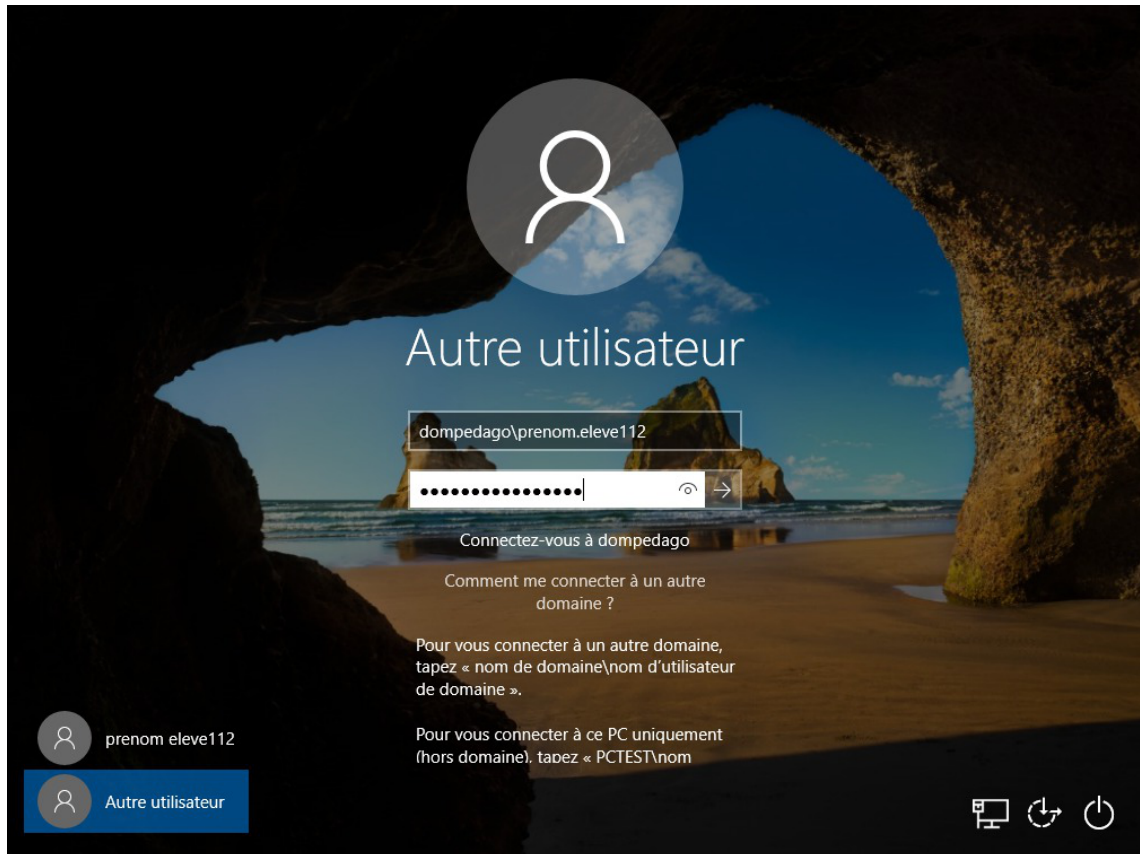 Autre utilisateur
dompedago\prenom.eleve112
Connectez-vous à dompedago
Comment me connecter à un autre
domaine ?
Pour vous connecter à un autre domaine,
tapez « nom de domaine\nom d’utilisateur
de domaine ».
Pour vous connecter à ce PC uniquement
(hors domaine), tapez « PCTEST\nom
prenom eleve112
Autre utilisateur